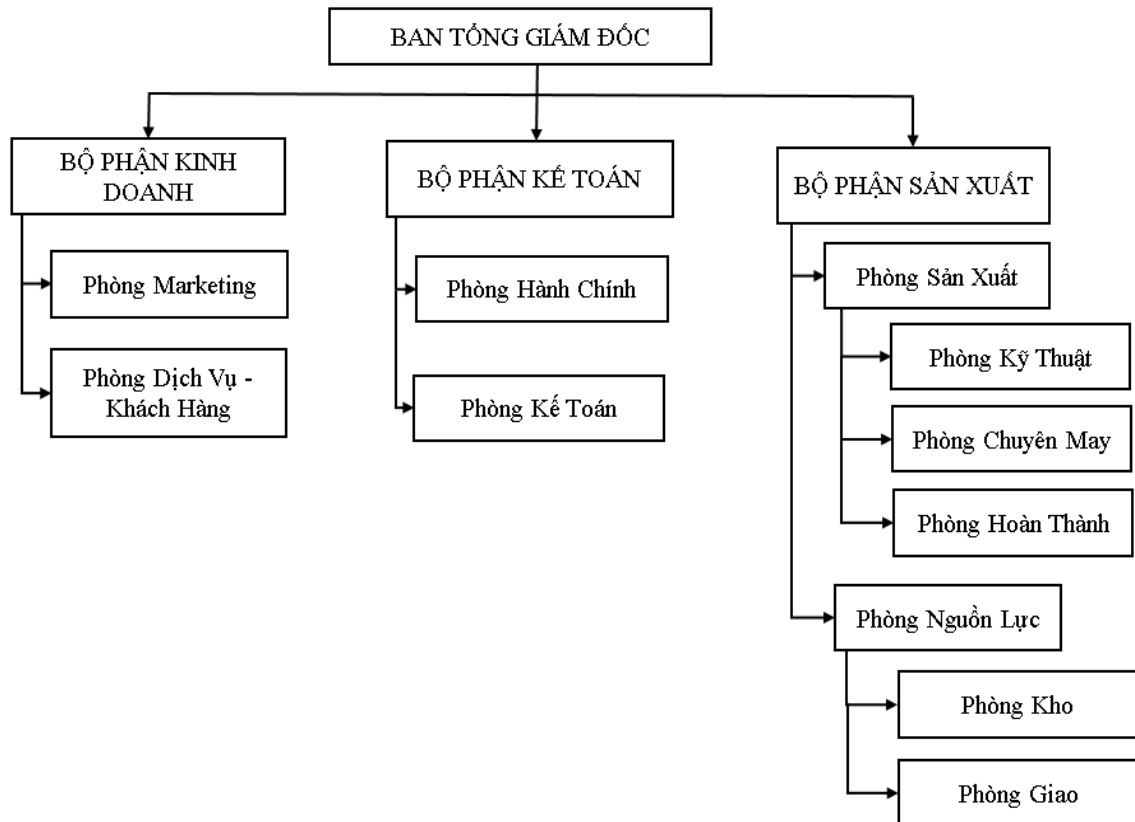 BAN TỔNG GIÁM ĐỐC
BỘ PHẬN KINH
DOANH
Phòng Marketing
Phòng Dịch Vụ -
Khách Hàng
BỘ PHẬN KẾ TOÁN
Phòng Hành Chính
Phòng Kế Toán
BỘ PHẬN SẢN XUẤT
Phòng Sản Xuất
Phòng Kỹ Thuật
Phòng Chuyên May
Phòng Hoàn Thành
Phòng Nguồn Lực
Phòng Kho
Phòng Giao